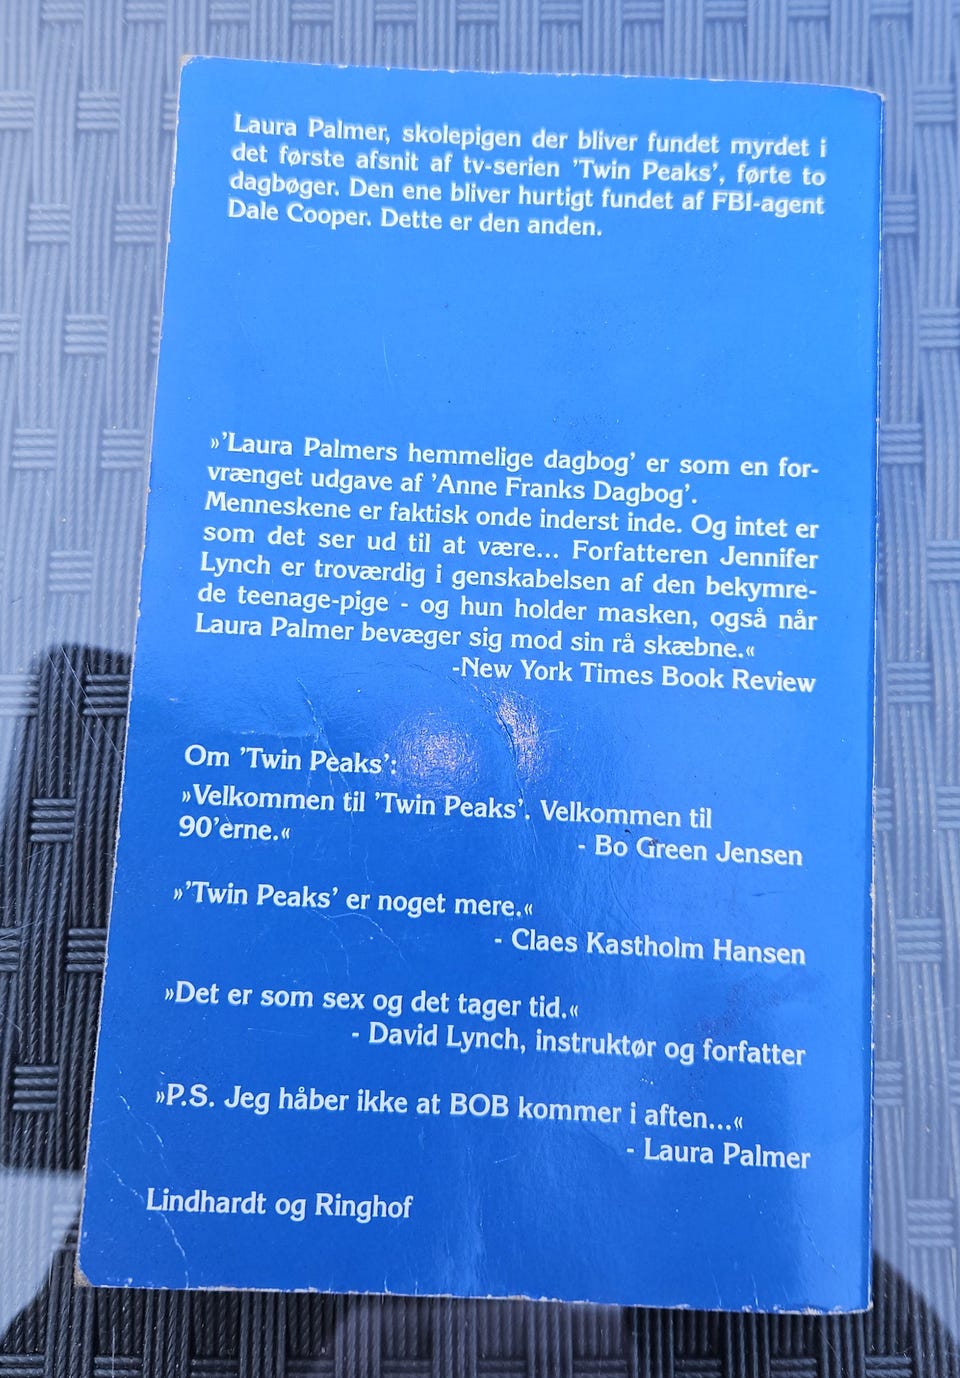 Laura Palmer, skolepigen der bliver fundet myrdet i
det første afsnit af tv-serien 'Twin Peaks', førte to
dagbøger. Den ene bliver hurtigt fundet af FBI-agent
Dale Cooper. Dette er den anden.
»'Laura Palmers hemmelige dagbog' er som en for-
vrænget udgave af 'Anne Franks Dagbog'.
Menneskene er faktisk onde inderst inde. Og intet er
som det ser ud til at være... Forfatteren Jennifer
Lynch er troværdig i genskabelsen af den bekymre-
de teenage-pige - og hun holder masken, også når
Laura Palmer bevæger sig mod sin rå skæbne.«
-New York Times Book Review
Om 'Twin Peaks':
»Velkommen til 'Twin Peaks'. Velkommen til
90'erne.« - Bo Green Jensen
»'Twin Peaks' er noget mere.«
- Claes Kastholm Hansen
»Det er som sex og det tager tid.«
- David Lynch, instruktør og forfatter
»P.S. Jeg håber ikke at BOB kommer i aften...«
- Laura Palmer
Lindhardt og Ringhof